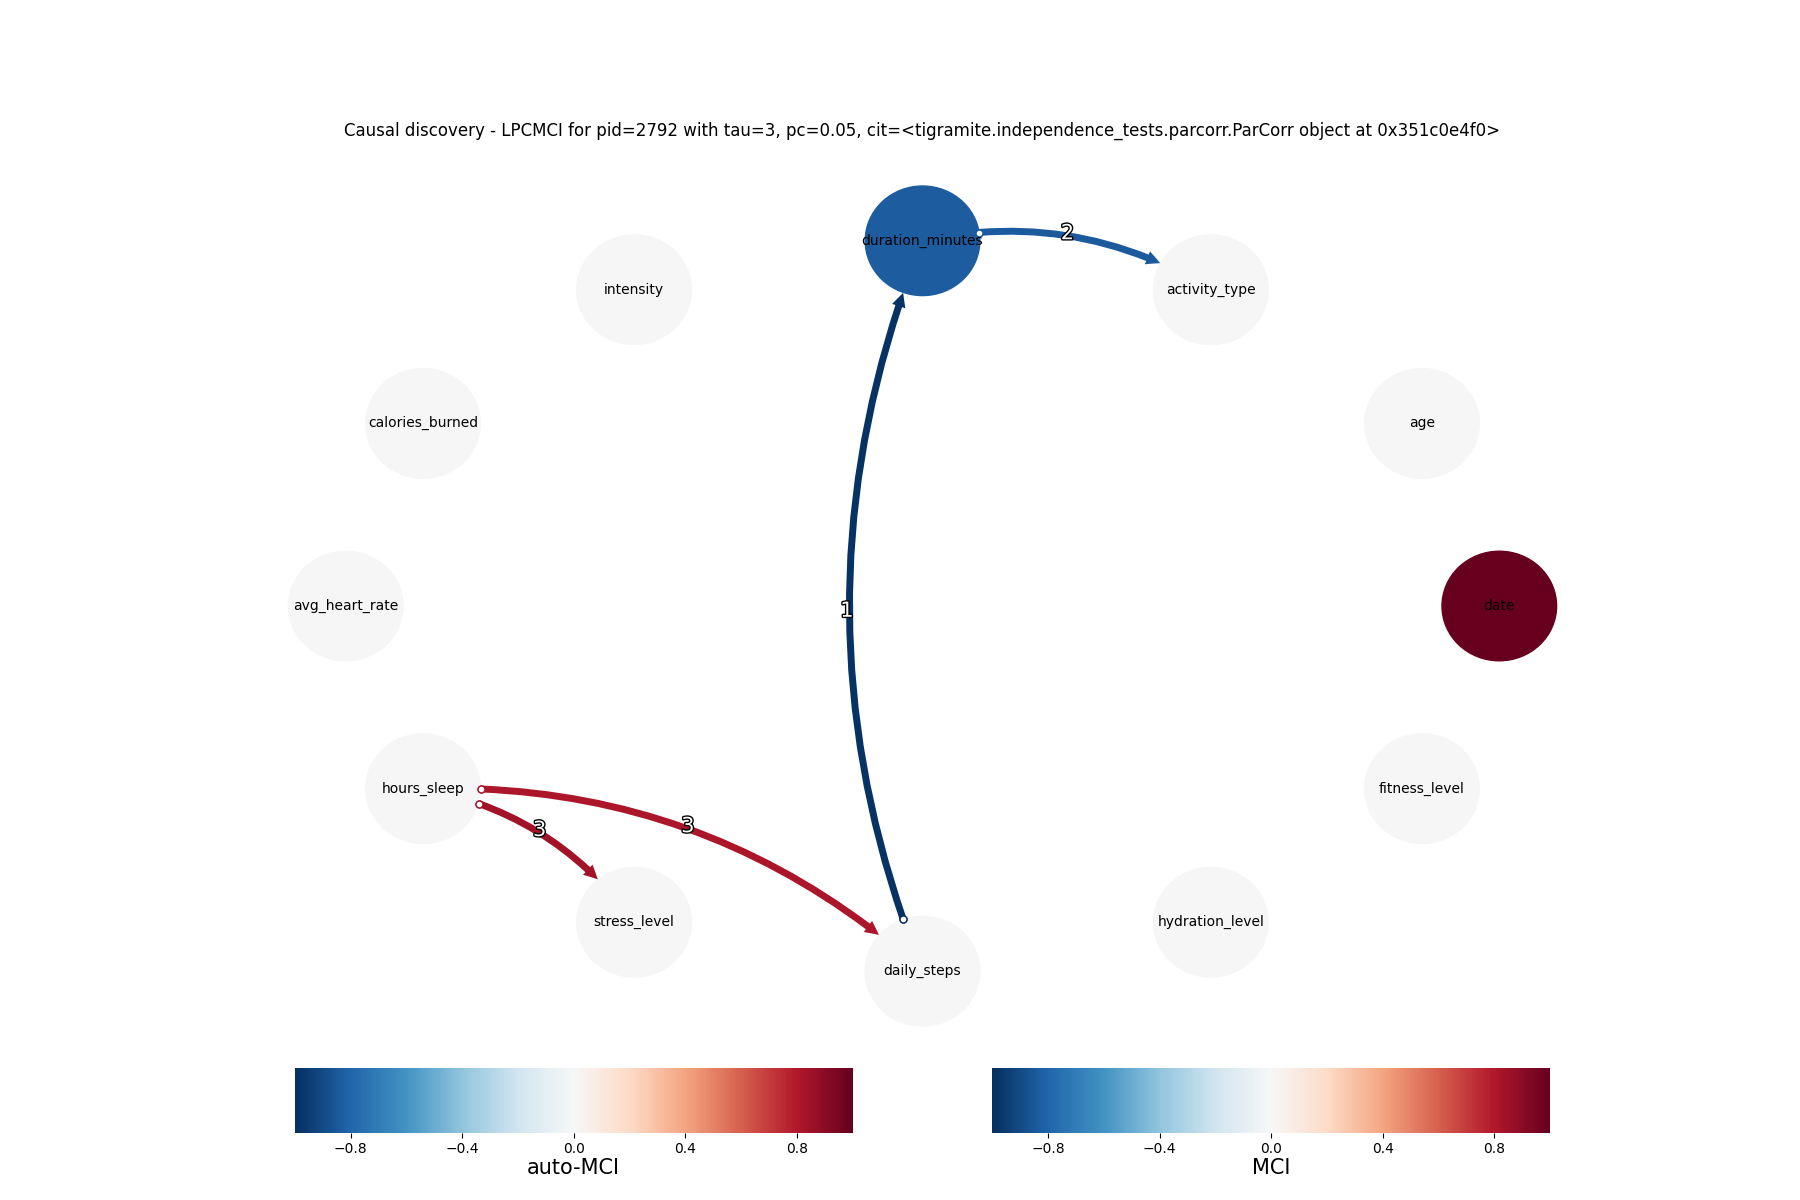 Causal discovery - LPCMCI for pid=2792 with tau=3, pc=0.05, cit=<tigramite.independence_tests.parcorr.ParCorr object at 0x351c0e4f0>
duration_minutes
2
intensity
activity_type
calories_burned
age
1
avg_heart_rate
date
hours_sleep
3
3
fitness_level
stress_level
hydration_level
daily_steps
−0.8 −0.4 0.0 0.4 0.8
auto-MCI
−0.8 −0.4 0.0 0.4 0.8
MCI